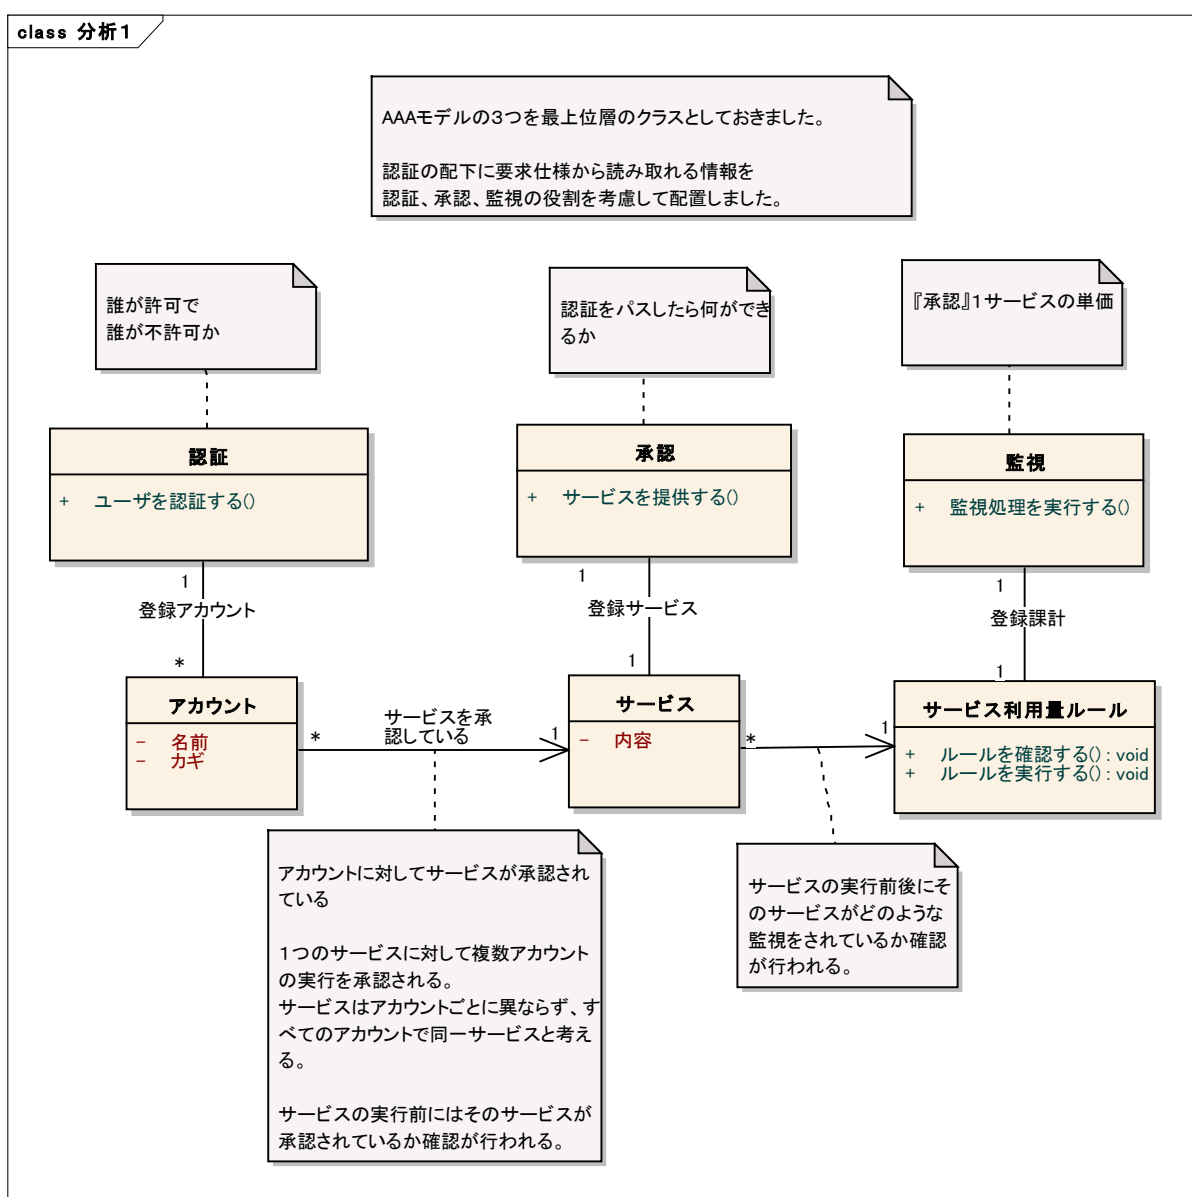 class 分析1
AAAモデルの3つを最上位層のクラスとしておきました。
認証の配下に要求仕様から読み取れる情報を
認証、承認、監視の役割を考慮して配置しました。
誰が許可で
誰が不許可か
認証をパスしたら何ができ
るか
『承認』1サービスの単価
認証
+ ユーザを認証する()
承認
+ サービスを提供する()
監視
+ 監視処理を実行する()
1
登録アカウント
*
1
登録サービス
1
1
登録課計
1
アカウント
- 名前
- カギ
*
サービスを承
認している
1
サービス
- 内容
*
1
サービス利用量ルール
+ ルールを確認する() : void
+ ルールを実行する() : void
アカウントに対してサービスが承認され
ている
1つのサービスに対して複数アカウント
の実行を承認される。
サービスはアカウントごとに異ならず、す
べてのアカウントで同一サービスと考え
る。
サービスの実行前にはそのサービスが
承認されているか確認が行われる。
サービスの実行前後にそ
のサービスがどのような
監視をされているか確認
が行われる。